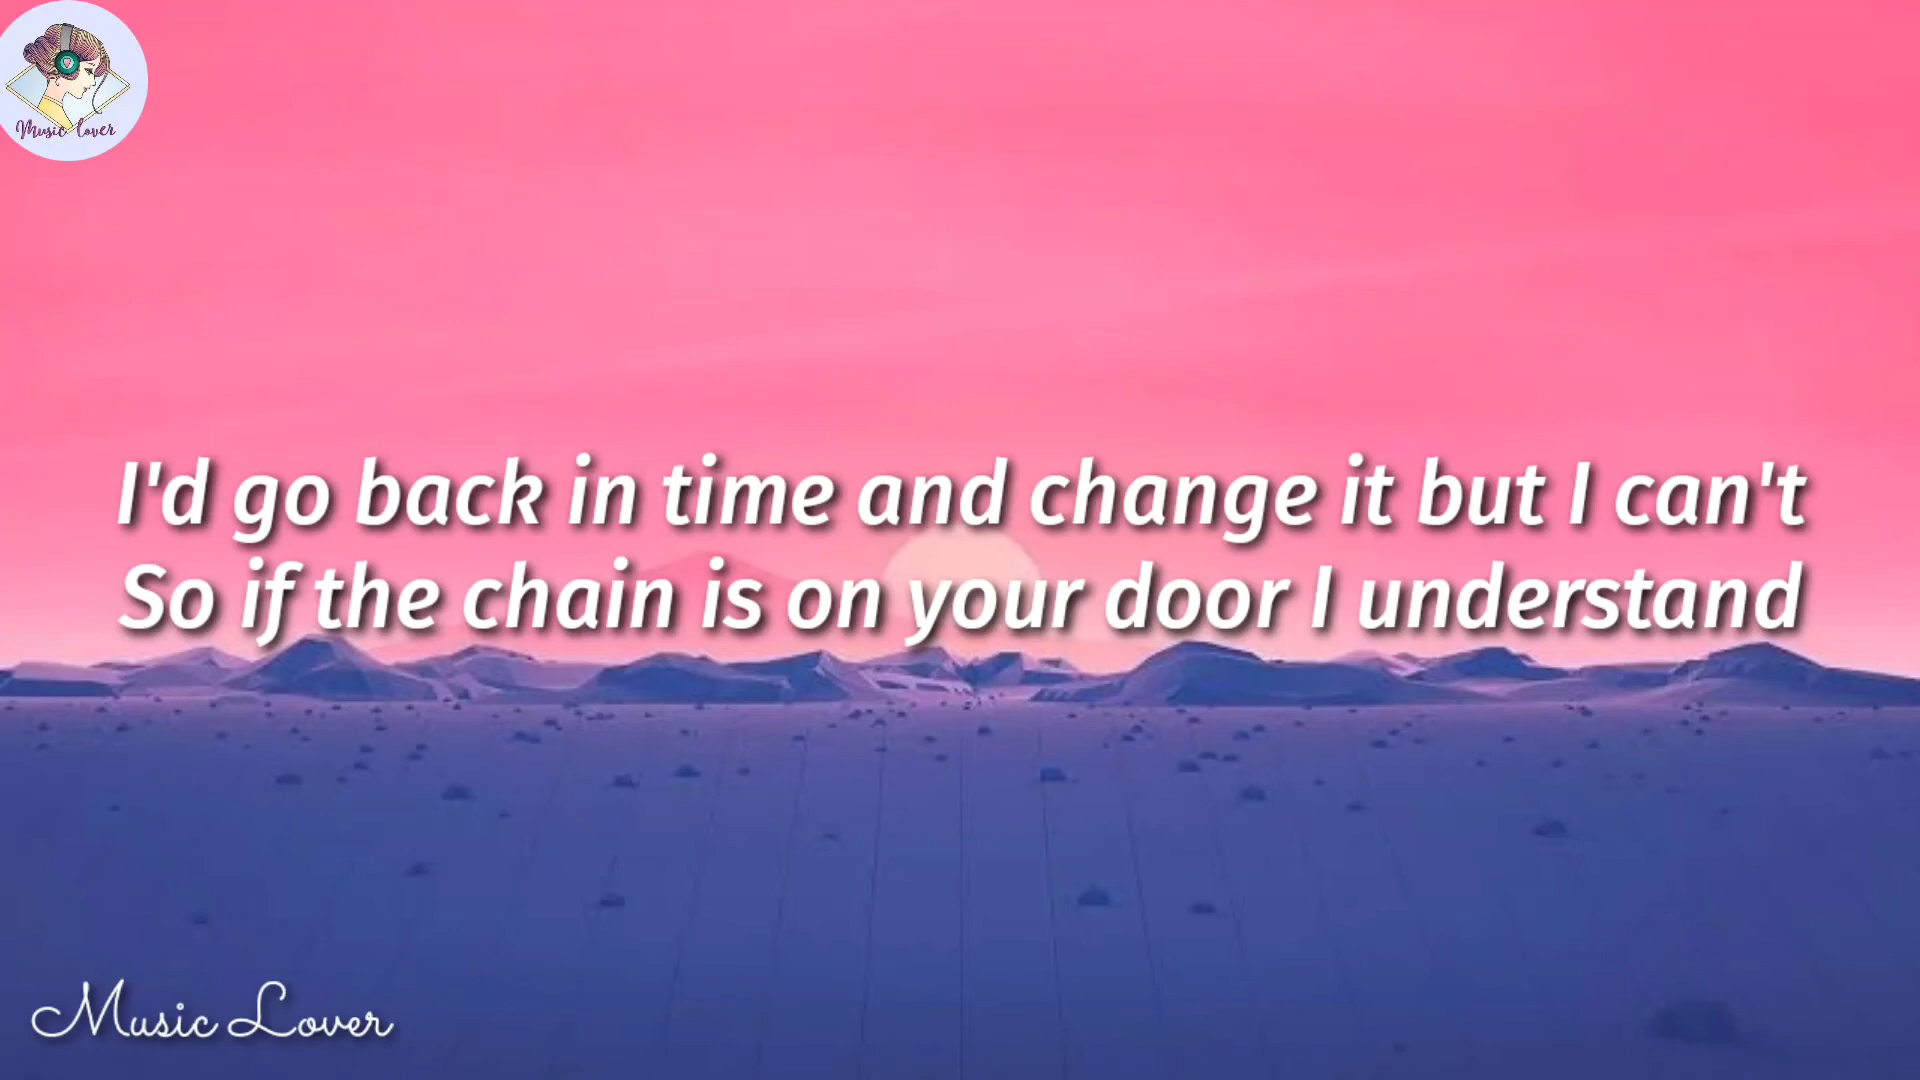 Music Lover
I'd go back in time and change it but I can't
So if the chain is on your door I understand
Music Lover